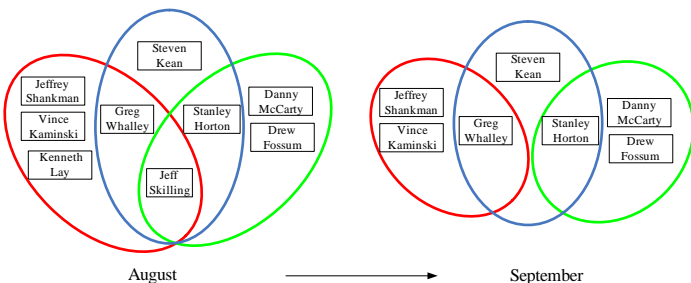 Steven
Kean
Jeffrey
Shankman
Danny
McCarty
Greg
Whalley
Stanley
Horton
Vince
Kaminski
Drew
Fossum
Kenneth
Lay
Jeff
Skilling
August
Steven
Kean
Jeffrey
Shankman
Danny
McCarty
Greg
Whalley
Stanley
Horton
Vince
Kaminski
Drew
Fossum
September